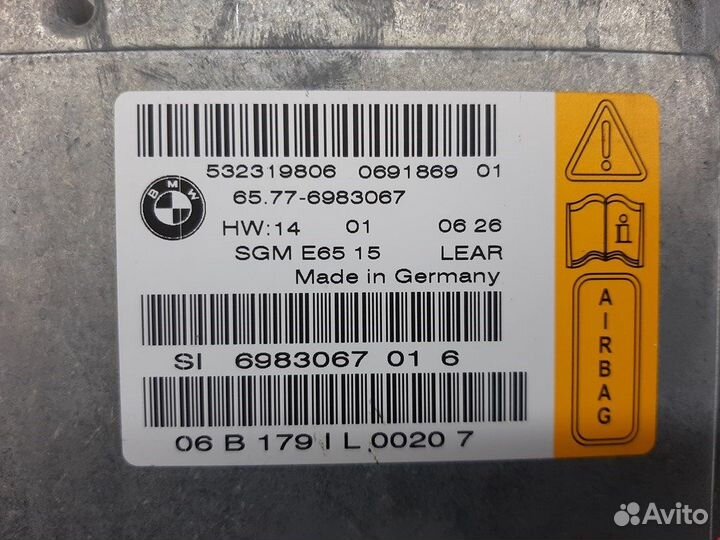 532319806 0691869 01
BMW
65.77-6983067
HW:14 01 06 26
SGM E65 15 LEAR
Made in Germany
SI 6983067 01 6
06 B 179 I L 0020 7
AIRBAG
Avito